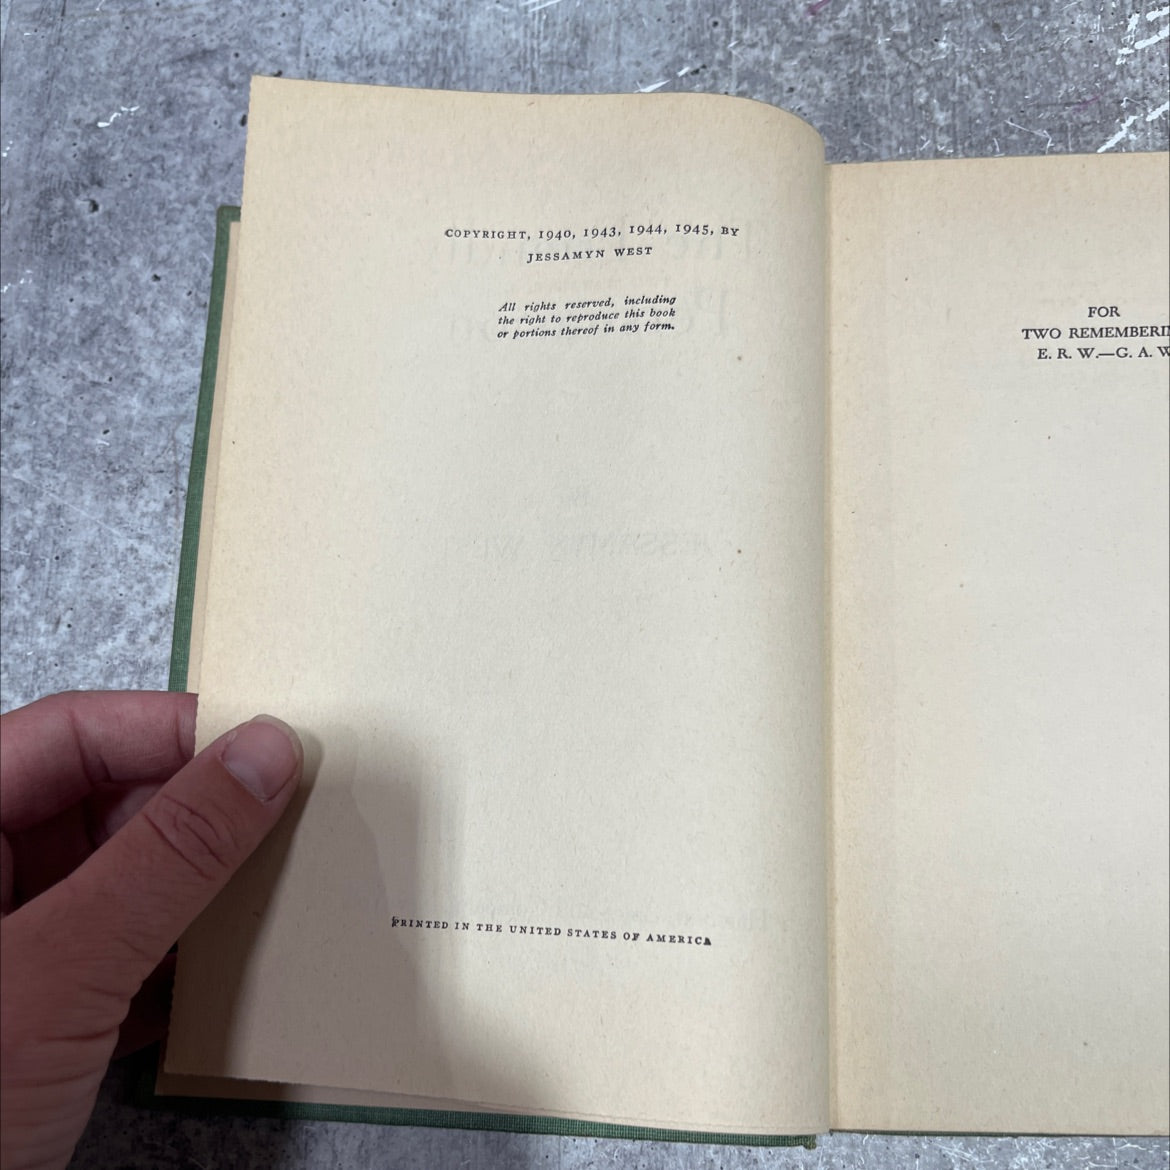 COPYRIGHT, 1940, 1943, 1944, 1945, BY
JESSAMYN WEST
All rights reserved, including
the right to reproduce this book
or portions thereof in any form.
PRINTED IN THE UNITED STATES OF AMERICA
FOR
TWO REMEMBERIN
E. R. W.—G. A. W